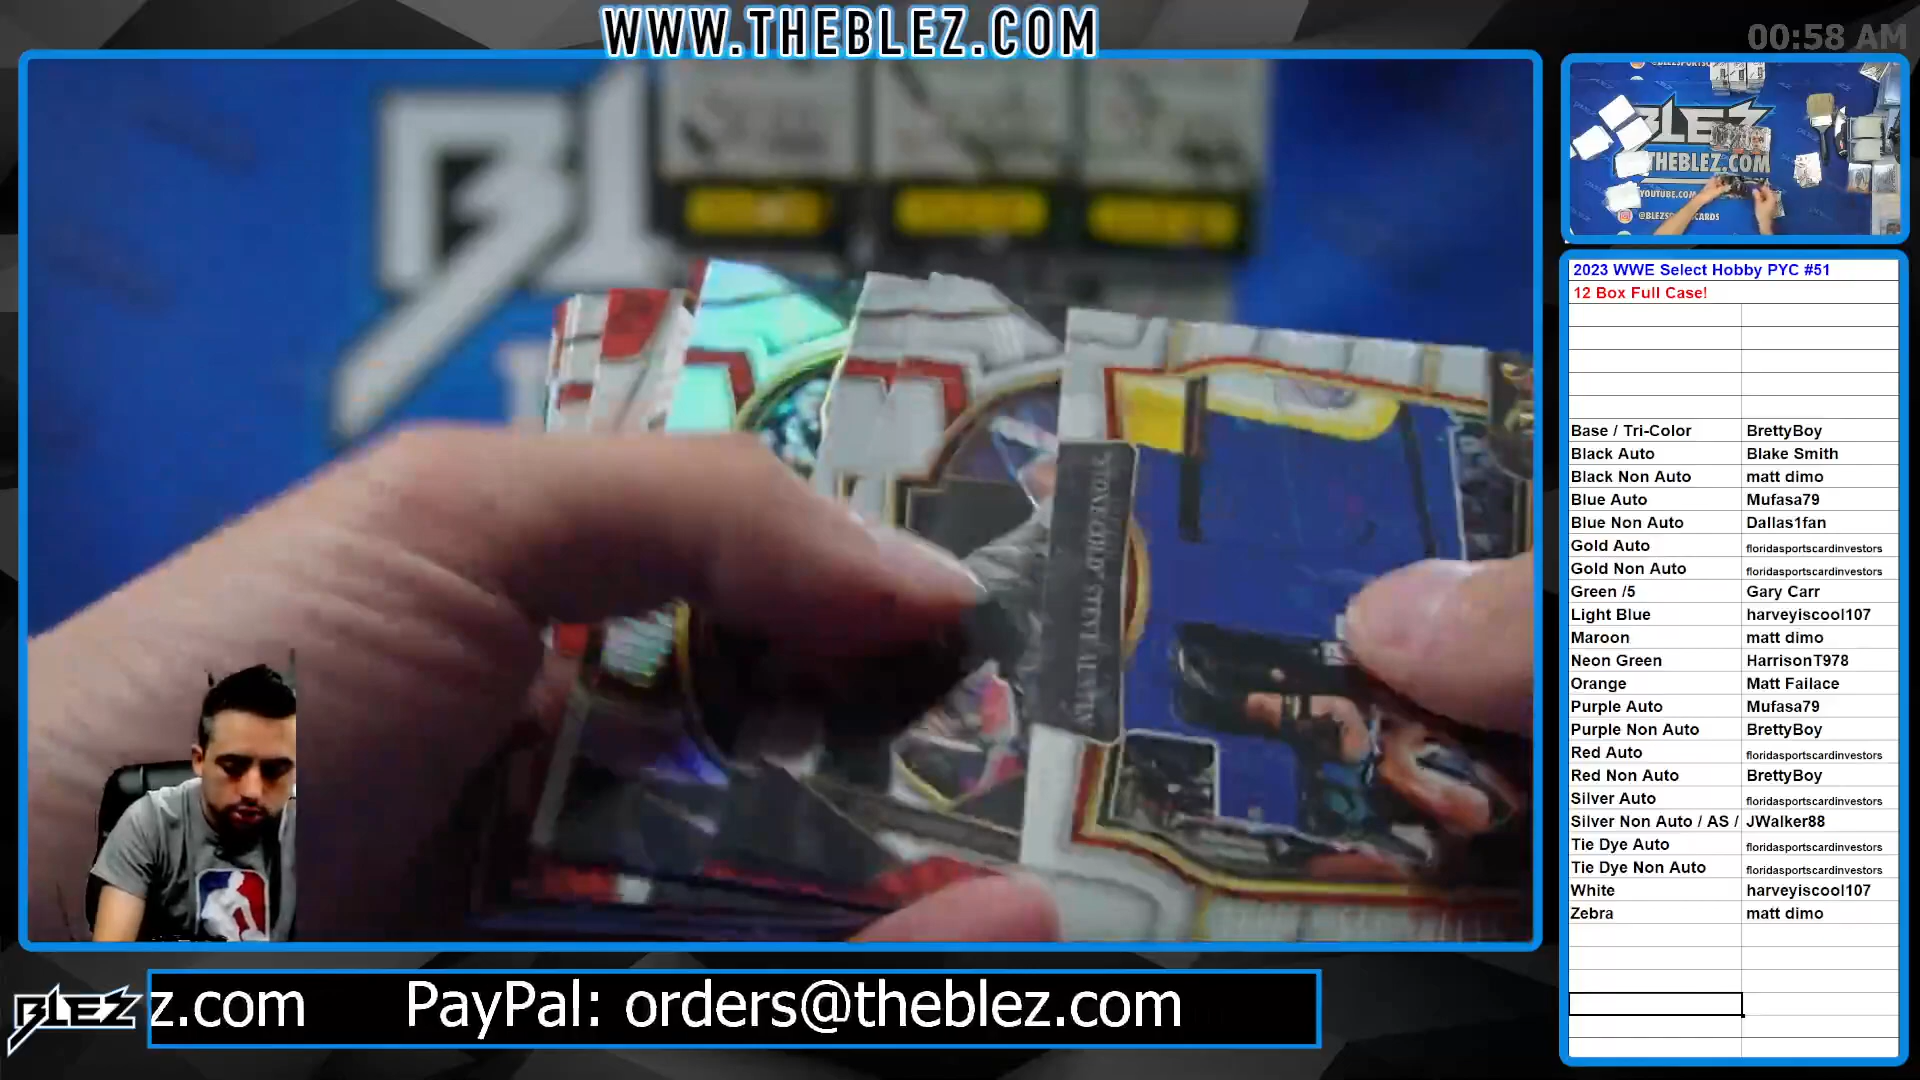 WWW.THEBLEZ.COM
00:58 AM
BLEZ
THEBLEZ.COM
YOUTUBE.COM
2023 WWE Select Hobby PYC #51
12 Box Full Case!
Base / Tri-Color BrettyBoy
Black Auto Blake Smith
Black Non Auto matt dimo
Blue Auto Mufasa79
Blue Non Auto Dallas1fan
Gold Auto floridasportscardinvestors
Gold Non Auto floridasportscardinvestors
Green /5 Gary Carr
Light Blue harveyiscool107
Maroon matt dimo
Neon Green HarrisonT978
Orange Matt Failace
Purple Auto Mufasa79
Purple Non Auto BrettyBoy
Red Auto floridasportscardinvestors
Red Non Auto BrettyBoy
Silver Auto floridasportscardinvestors
Silver Non Auto / AS / JWalker88
Tie Dye Auto floridasportscardinvestors
Tie Dye Non Auto floridasportscardinvestors
White harveyiscool107
Zebra matt dimo
BLEZ z.com PayPal: orders@theblez.com